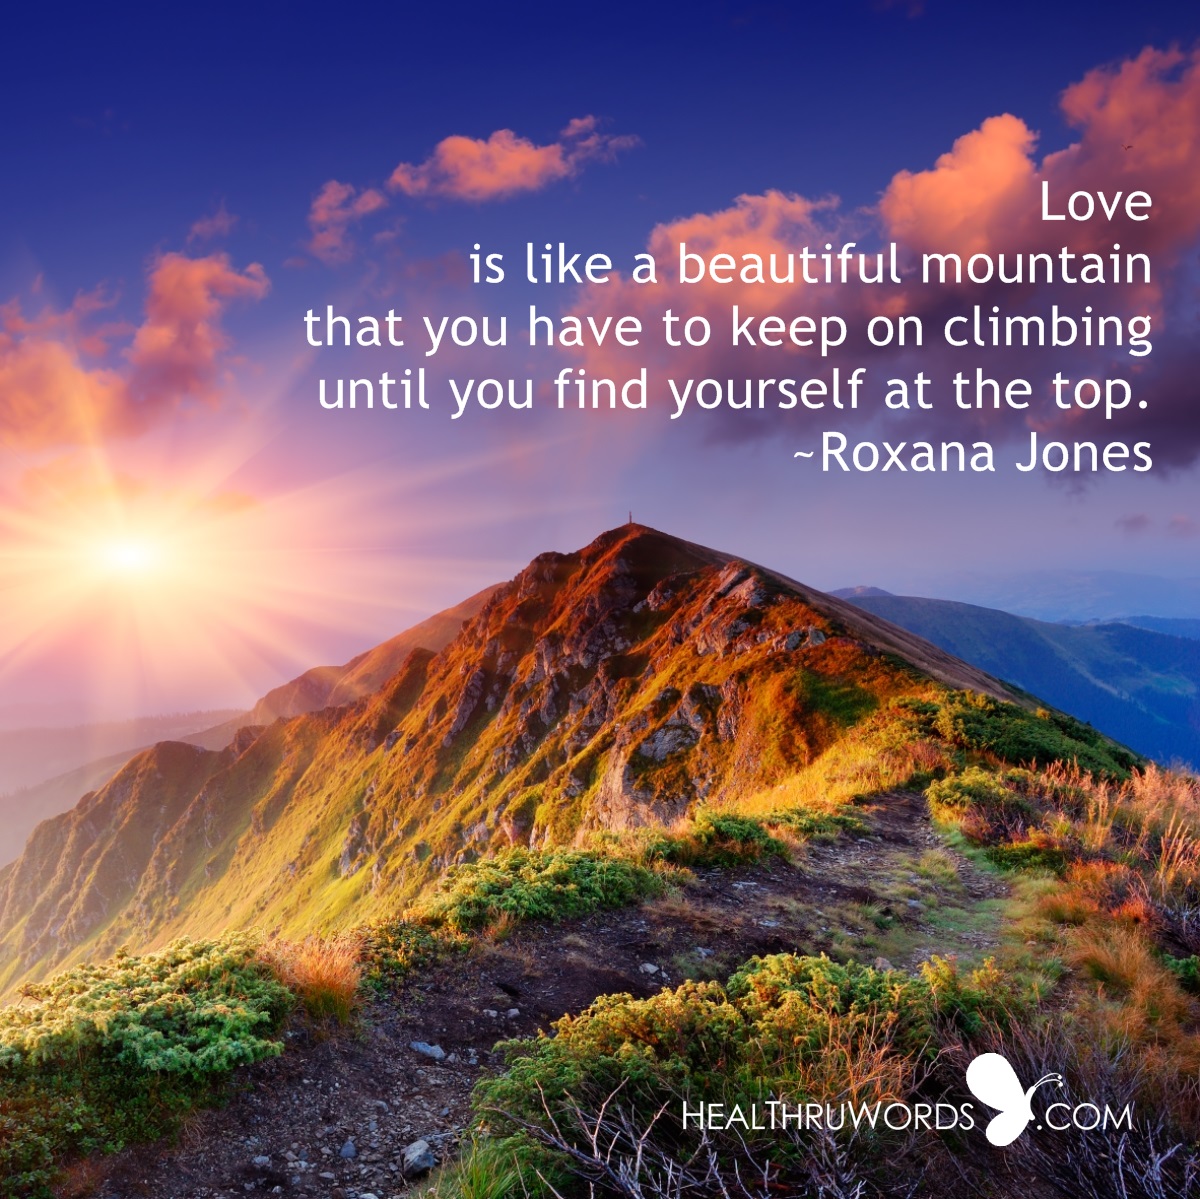 Love
is like a beautiful mountain
that you have to keep on climbing
until you find yourself at the top.
~Roxana Jones
HEALTHRUWORDS.COM